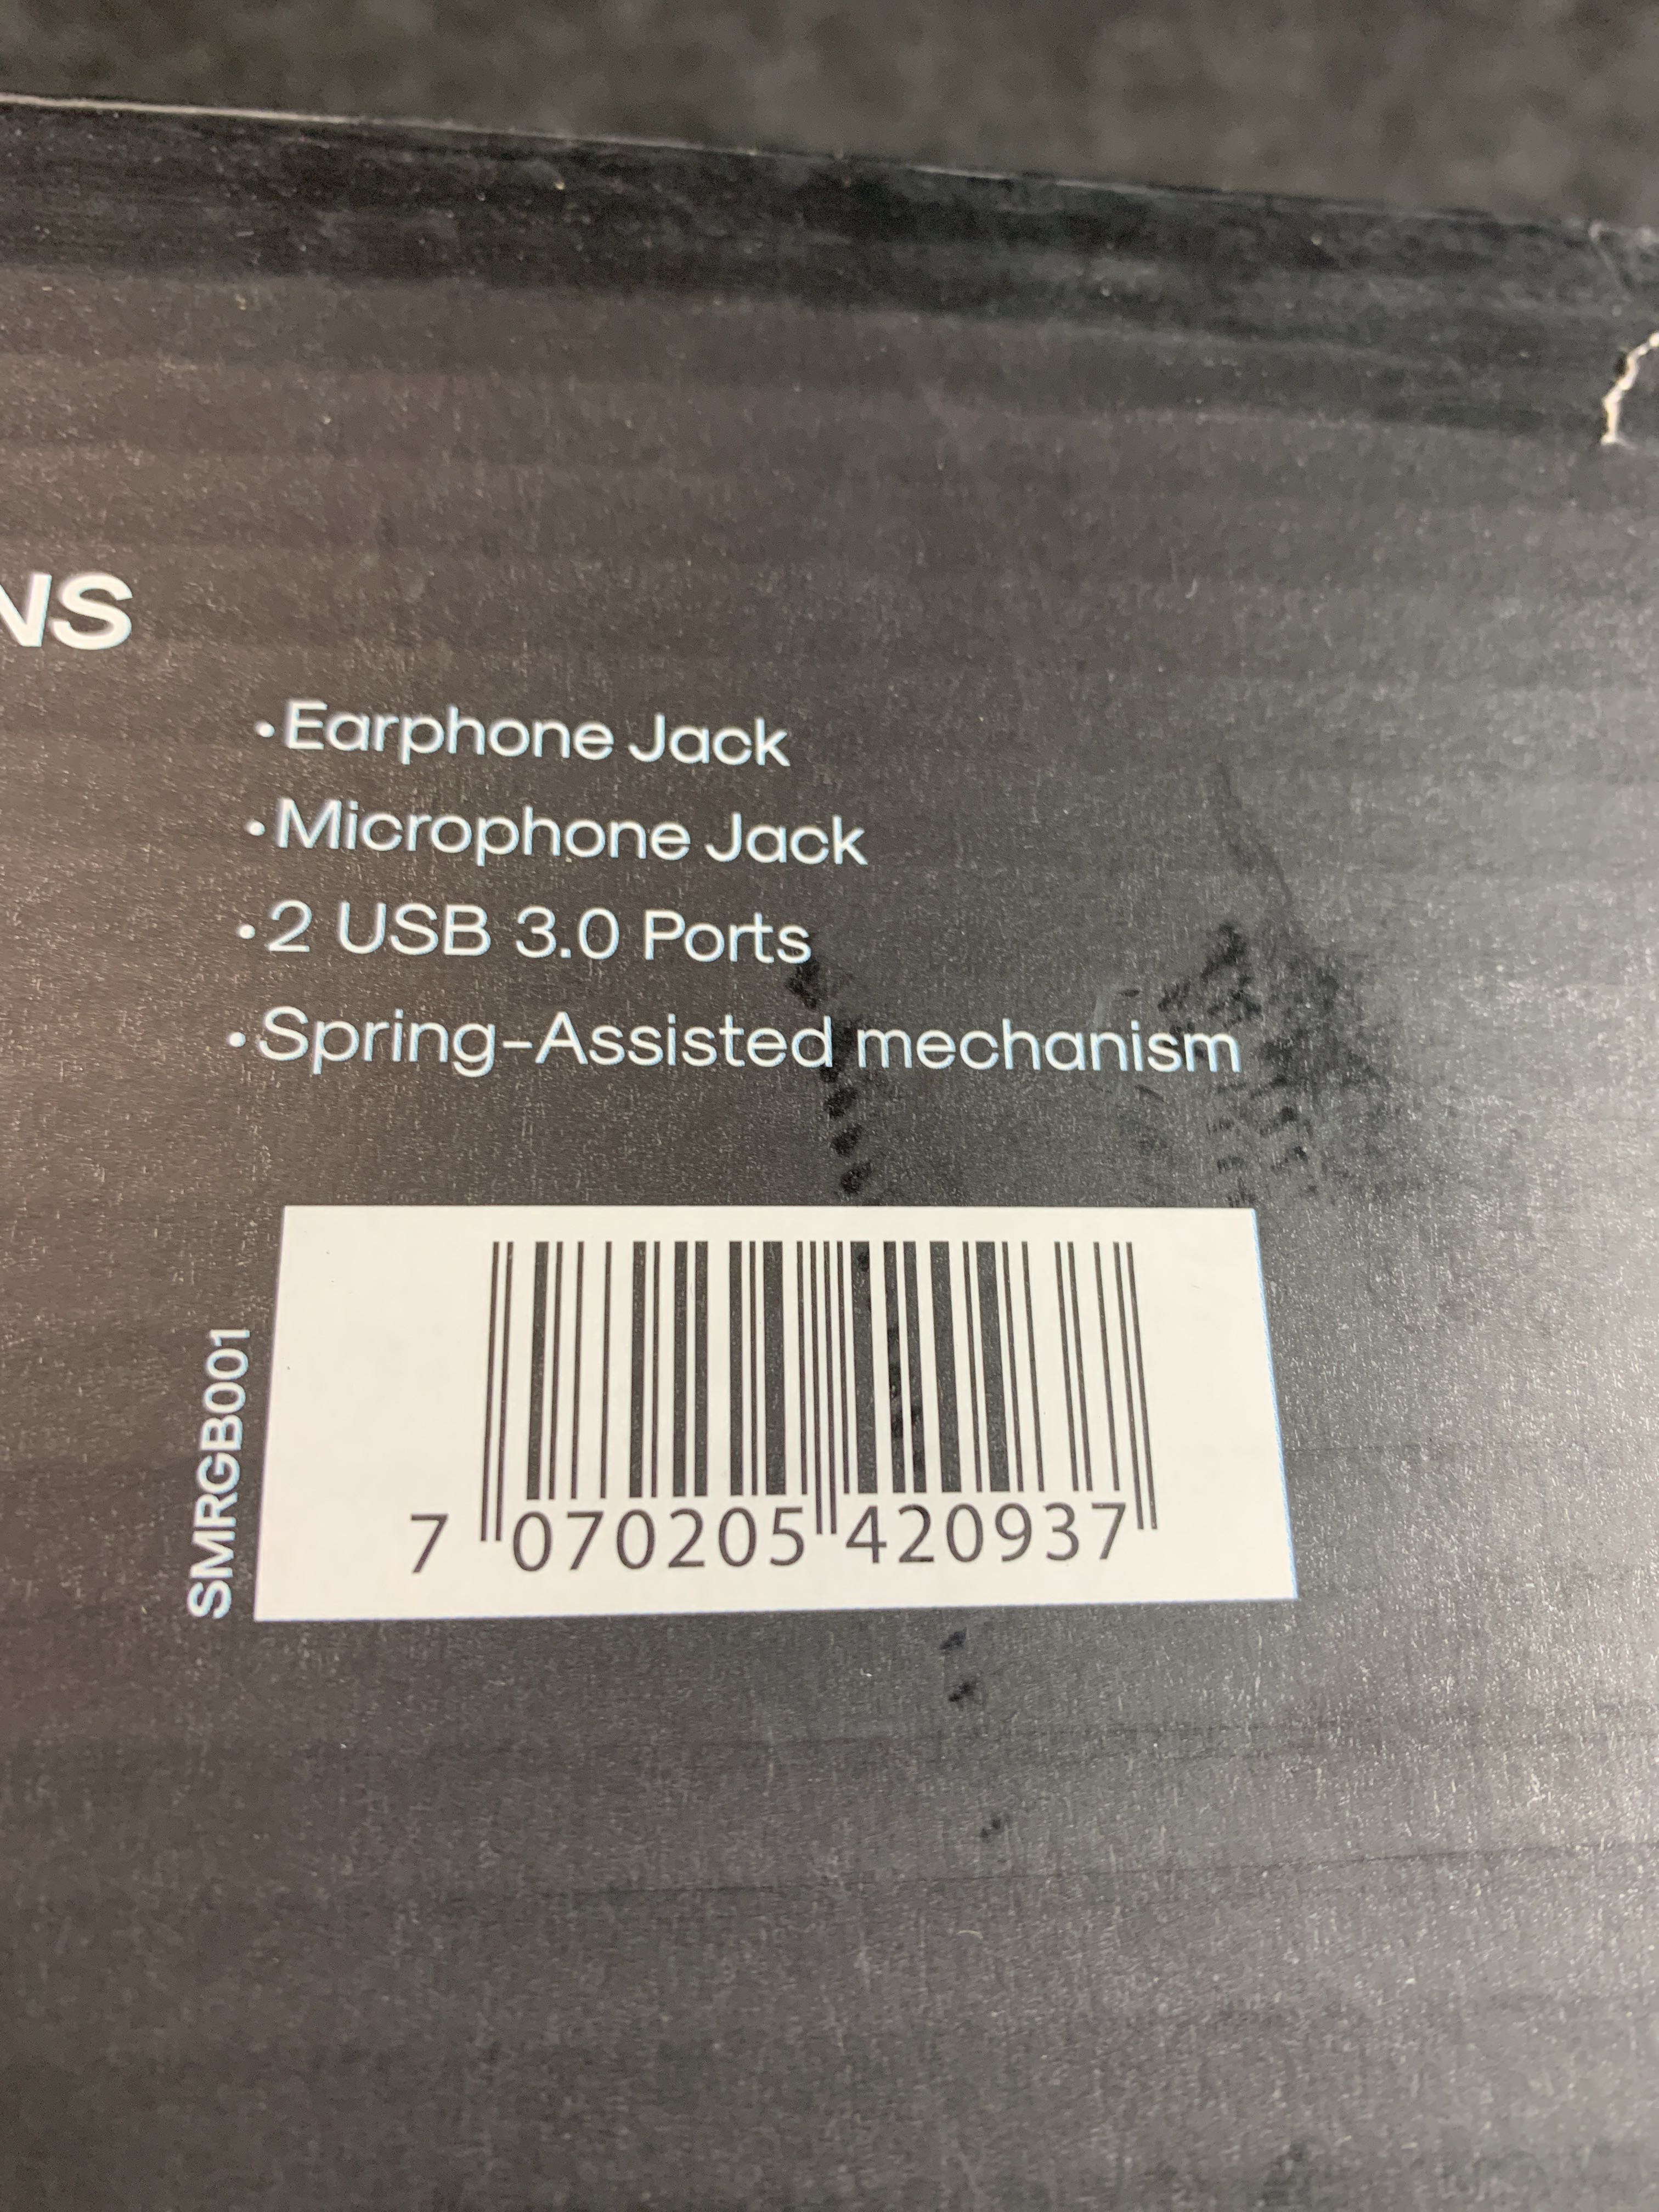 NS
•Earphone Jack
•Microphone Jack
•2 USB 3.0 Ports
•Spring-Assisted mechanism
SMRGB001
7 070205 420937